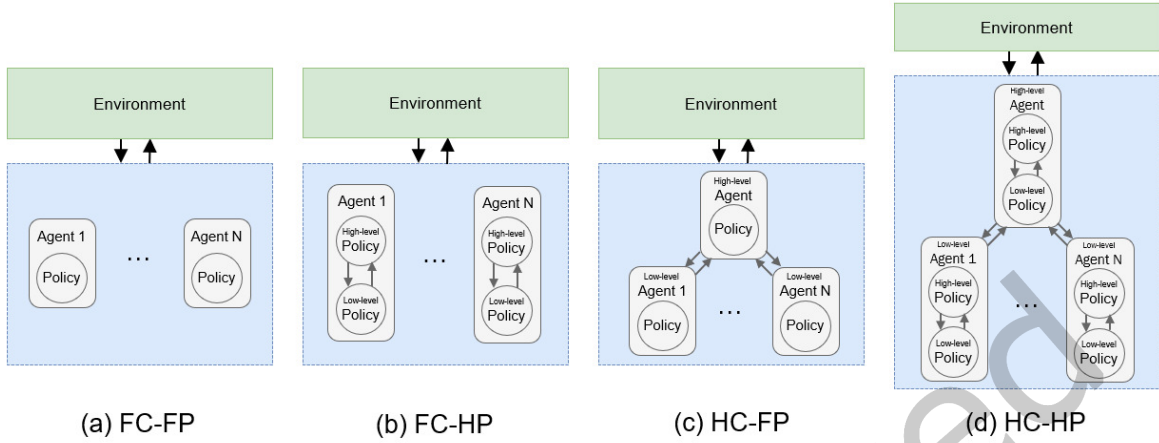 Environment
Agent 1
Policy
...
Agent N
Policy
(a) FC-FP
Environment
Agent 1
High-level
Policy
Low-level
Policy
...
Agent N
High-level
Policy
Low-level
Policy
(b) FC-HP
Environment
High-level
Agent
Policy
Low-level
Agent 1
Policy
...
Low-level
Agent N
Policy
(c) FC-FP
Environment
High-level
Agent
High-level
Policy
Low-level
Policy
Low-level
Agent 1
High-level
Policy
Low-level
Policy
...
Low-level
Agent N
High-level
Policy
Low-level
Policy
(d) HC-HP
ed